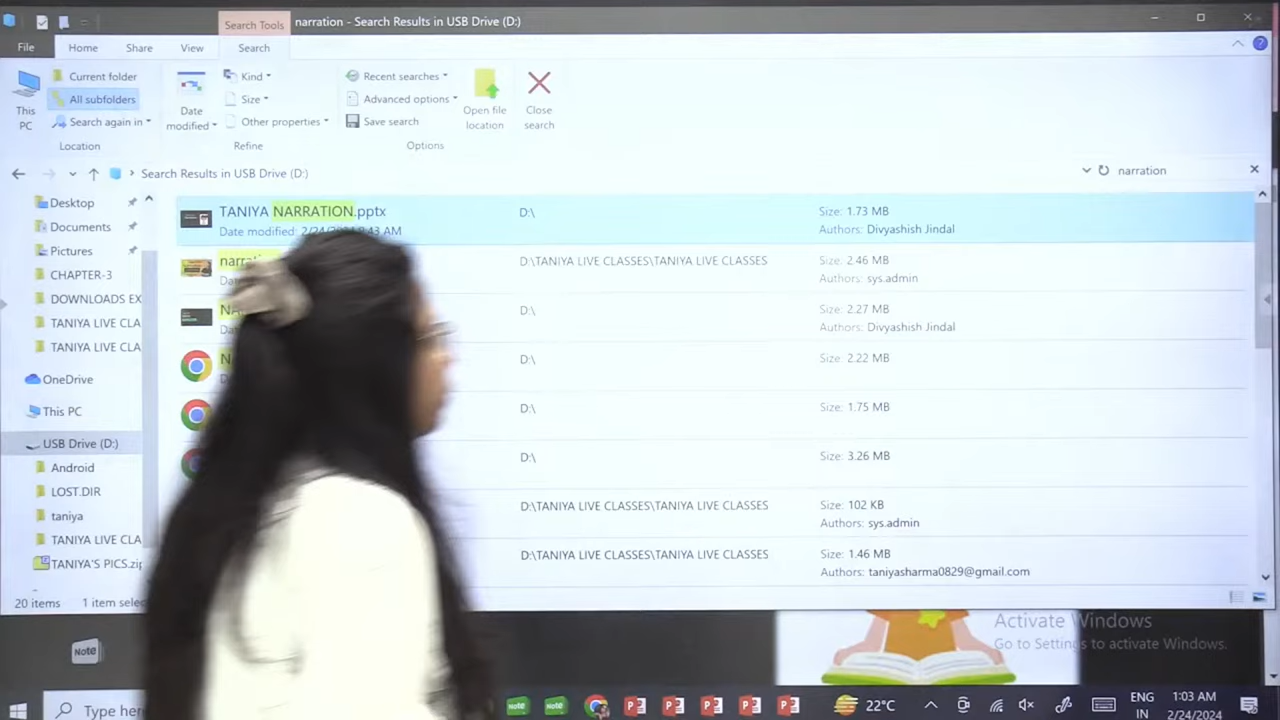 Search Tools
narration - Search Results in USB Drive (D:)
File
Home
Share
View
Search
This PC
Current folder
All subfolders
Search again in
Location
Date modified
Kind
Size
Other properties
Refine
Recent searches
Advanced options
Save search
Options
Open file location
Close search
Search Results in USB Drive (D:)
narration
Desktop
Documents
Pictures
CHAPTER-3
DOWNLOADS EX
TANIYA LIVE CLA
TANIYA LIVE CLA
OneDrive
This PC
USB Drive (D:)
Android
LOST.DIR
taniya
TANIYA LIVE CLA
TANIYA'S PICS.zip
20 items
TANIYA NARRATION.pptx
D:\
Size: 1.73 MB
Date modified:
AM
Authors: Divyashish Jindal
D:\TANIYA LIVE CLASSES\TANIYA LIVE CLASSES
Size: 2.46 MB
Authors: sys.admin
D:\
Size: 2.27 MB
Authors: Divyashish Jindal
D:\
Size: 2.22 MB
D:\
Size: 1.75 MB
D:\
Size: 3.26 MB
D:\TANIYA LIVE CLASSES\TANIYA LIVE CLASSES
Size: 102 KB
Authors: sys.admin
D:\TANIYA LIVE CLASSES\TANIYA LIVE CLASSES
Size: 1.46 MB
Authors: taniyasharma0829@gmail.com
Activate Windows
Go to Settings to activate Windows.
Note
Note
Note
22°C
ENG
IN
1:03 AM
2/24/2024